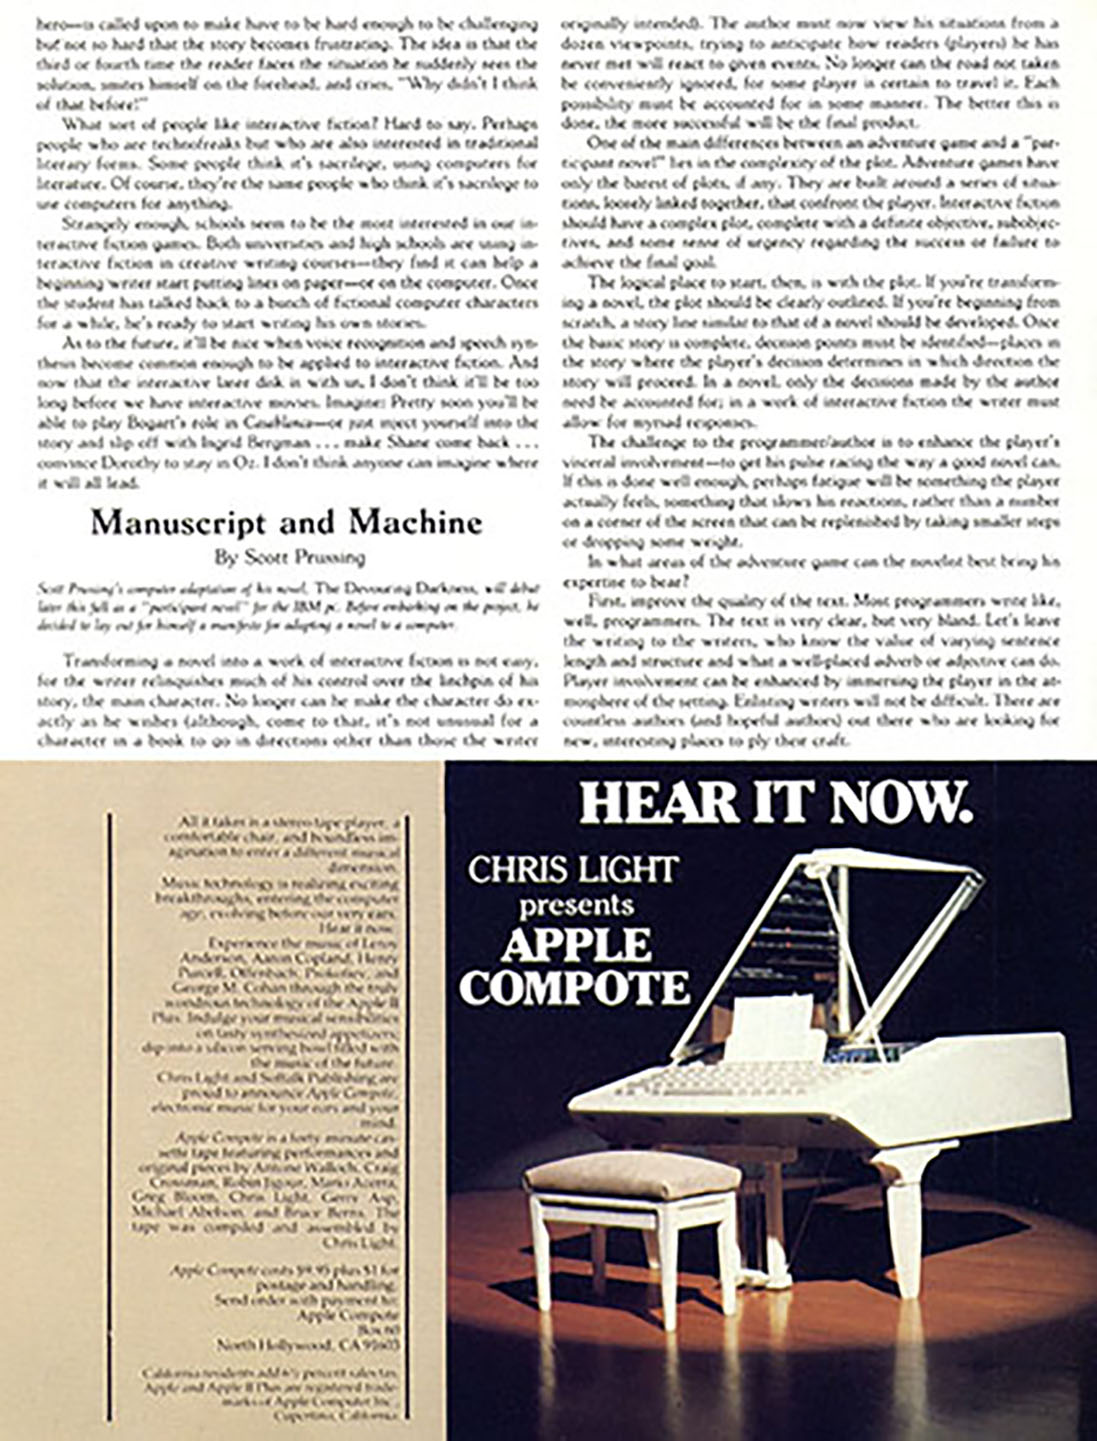 hero—is called upon to make have to be hard enough to be challenging
but not so hard that the story becomes frustrating. The idea is that the
third or fourth time the reader faces the situation he suddenly sees the
solution, smites himself on the forehead, and cries, "Why didn't I think
of that before!"
What sort of people like interactive fiction? Hard to say. Perhaps
people who are technofreaks but who are also interested in traditional
literary forms. Some people think it's sacrilege, using computers for
literature. Of course, they're the same people who think it's sacrilege to
use computers for anything.
Strangely enough, schools seem to be the most interested in our in-
teractive fiction games. Both universities and high schools are using in-
teractive fiction in creative writing courses—they find it can help a
beginning writer start putting lines on paper—or on the computer. Once
the student has talked back to a bunch of fictional computer characters
for a while, he's ready to start writing his own stories.
As to the future, it'll be nice when voice recognition and speech syn-
thesis become common enough to be applied to interactive fiction. And
now that the interactive laser disk is with us, I don't think it'll be too
long before we have interactive movies. Imagine: Pretty soon you'll be
able to play Bogart's role in Casablanca—or just inject yourself into the
story and slip off with Ingrid Bergman . . . make Shane come back . . .
convince Dorothy to stay in Oz. I don't think anyone can imagine where
it will all lead.
Manuscript and Machine
By Scott Prussing
Scott Prussing's computer adaptation of his novel, The Devouring Darkness, will debut
later this fall as a "participant novel" for the IBM pc. Before embarking on the project, he
decided to lay out for himself a manifesto for adapting a novel to a computer.
Transforming a novel into a work of interactive fiction is not easy,
for the writer relinquishes much of his control over the linchpin of his
story, the main character. No longer can he make the character do ex-
actly as he wishes (although, come to that, it's not unusual for a
character in a book to go in directions other than those the writer
originally intended). The author must now view his situations from a
dozen viewpoints, trying to anticipate how readers (players) he has
never met will react to given events. No longer can the road not taken
be conveniently ignored, for some player is certain to travel it. Each
possibility must be accounted for in some manner. The better this is
done, the more successful will be the final product.
One of the main differences between an adventure game and a "par-
ticipant novel" lies in the complexity of the plot. Adventure games have
only the barest of plots, if any. They are built around a series of situa-
tions, loosely linked together, that confront the player. Interactive fiction
should have a complex plot, complete with a definite objective, subobjec-
tives, and some sense of urgency regarding the success or failure to
achieve the final goal.
The logical place to start, then, is with the plot. If you're transform-
ing a novel, the plot should be clearly outlined. If you're beginning from
scratch, a story line similar to that of a novel should be developed. Once
the basic story is complete, decision points must be identified—places in
the story where the player's decision determines in which direction the
story will proceed. In a novel, only the decisions made by the author
need be accounted for; in a work of interactive fiction the writer must
allow for myriad responses.
The challenge to the programmer/author is to enhance the player's
visceral involvement—to get his pulse racing the way a good novel can.
If this is done well enough, perhaps fatigue will be something the player
actually feels, something that slows his reactions, rather than a number
on a corner of the screen that can be replenished by taking smaller steps
or dropping some weight.
In what areas of the adventure game can the novelist best bring his
expertise to bear?
First, improve the quality of the text. Most programmers write like,
well, programmers. The text is very clear, but very bland. Let's leave
the writing to the writers, who know the value of varying sentence
length and structure and what a well-placed adverb or adjective can do.
Player involvement can be enhanced by immersing the player in the at-
mosphere of the setting. Enlisting writers will not be difficult. There are
countless authors (and hopeful authors) out there who are looking for
new, interesting places to ply their craft.
All it takes is a stereo tape player, a
comfortable chair, and boundless im-
agination to enter a different musical
dimension.
Music technology is realizing exciting
breakthroughs, entering the computer
age, evolving before our very ears.
Hear it now.
Experience the music of Leroy
Anderson, Aaron Copland, Henry
Purcell, Offenbach, Prokofiev, and
George M. Cohan through the truly
wondrous technology of the Apple II
Plus. Indulge your musical sensibilities
on tasty synthesized appetizers;
dip into a silicon serving bowl filled with
the music of the future.
Chris Light and Softalk Publishing are
proud to announce Apple Compote,
electronic music for your ears and your
mind.
Apple Compote is a forty-minute cas-
sette tape featuring performances and
original pieces by Antoine Walloch, Craig
Crossman, Robin Jigour, Mario Acerra,
Greg Bloom, Chris Light, Gerry Asp,
Michael Abelson, and Bruce Berns. The
tape was compiled and assembled by
Chris Light.
Apple Compote costs $9.95 plus $1 for
postage and handling.
Send order with payment to:
Apple Compote
Box 60
North Hollywood, CA 91603
California residents add 6½ percent sales tax.
Apple and Apple II Plus are registered trade-
marks of Apple Computer Inc.,
Cupertino, California.
HEAR IT NOW.
CHRIS LIGHT
presents
APPLE
COMPOTE